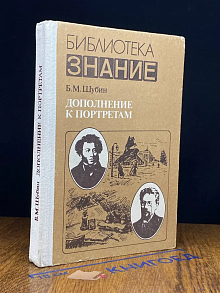 БИБЛИОТЕКА
ЗНАНИЕ
Б.М. Шубин
ДОПОЛНЕНИЕ
К ПОРТРЕТАМ
Б.М. Шубин ДОПОЛНЕНИЕ К ПОРТРЕТАМ